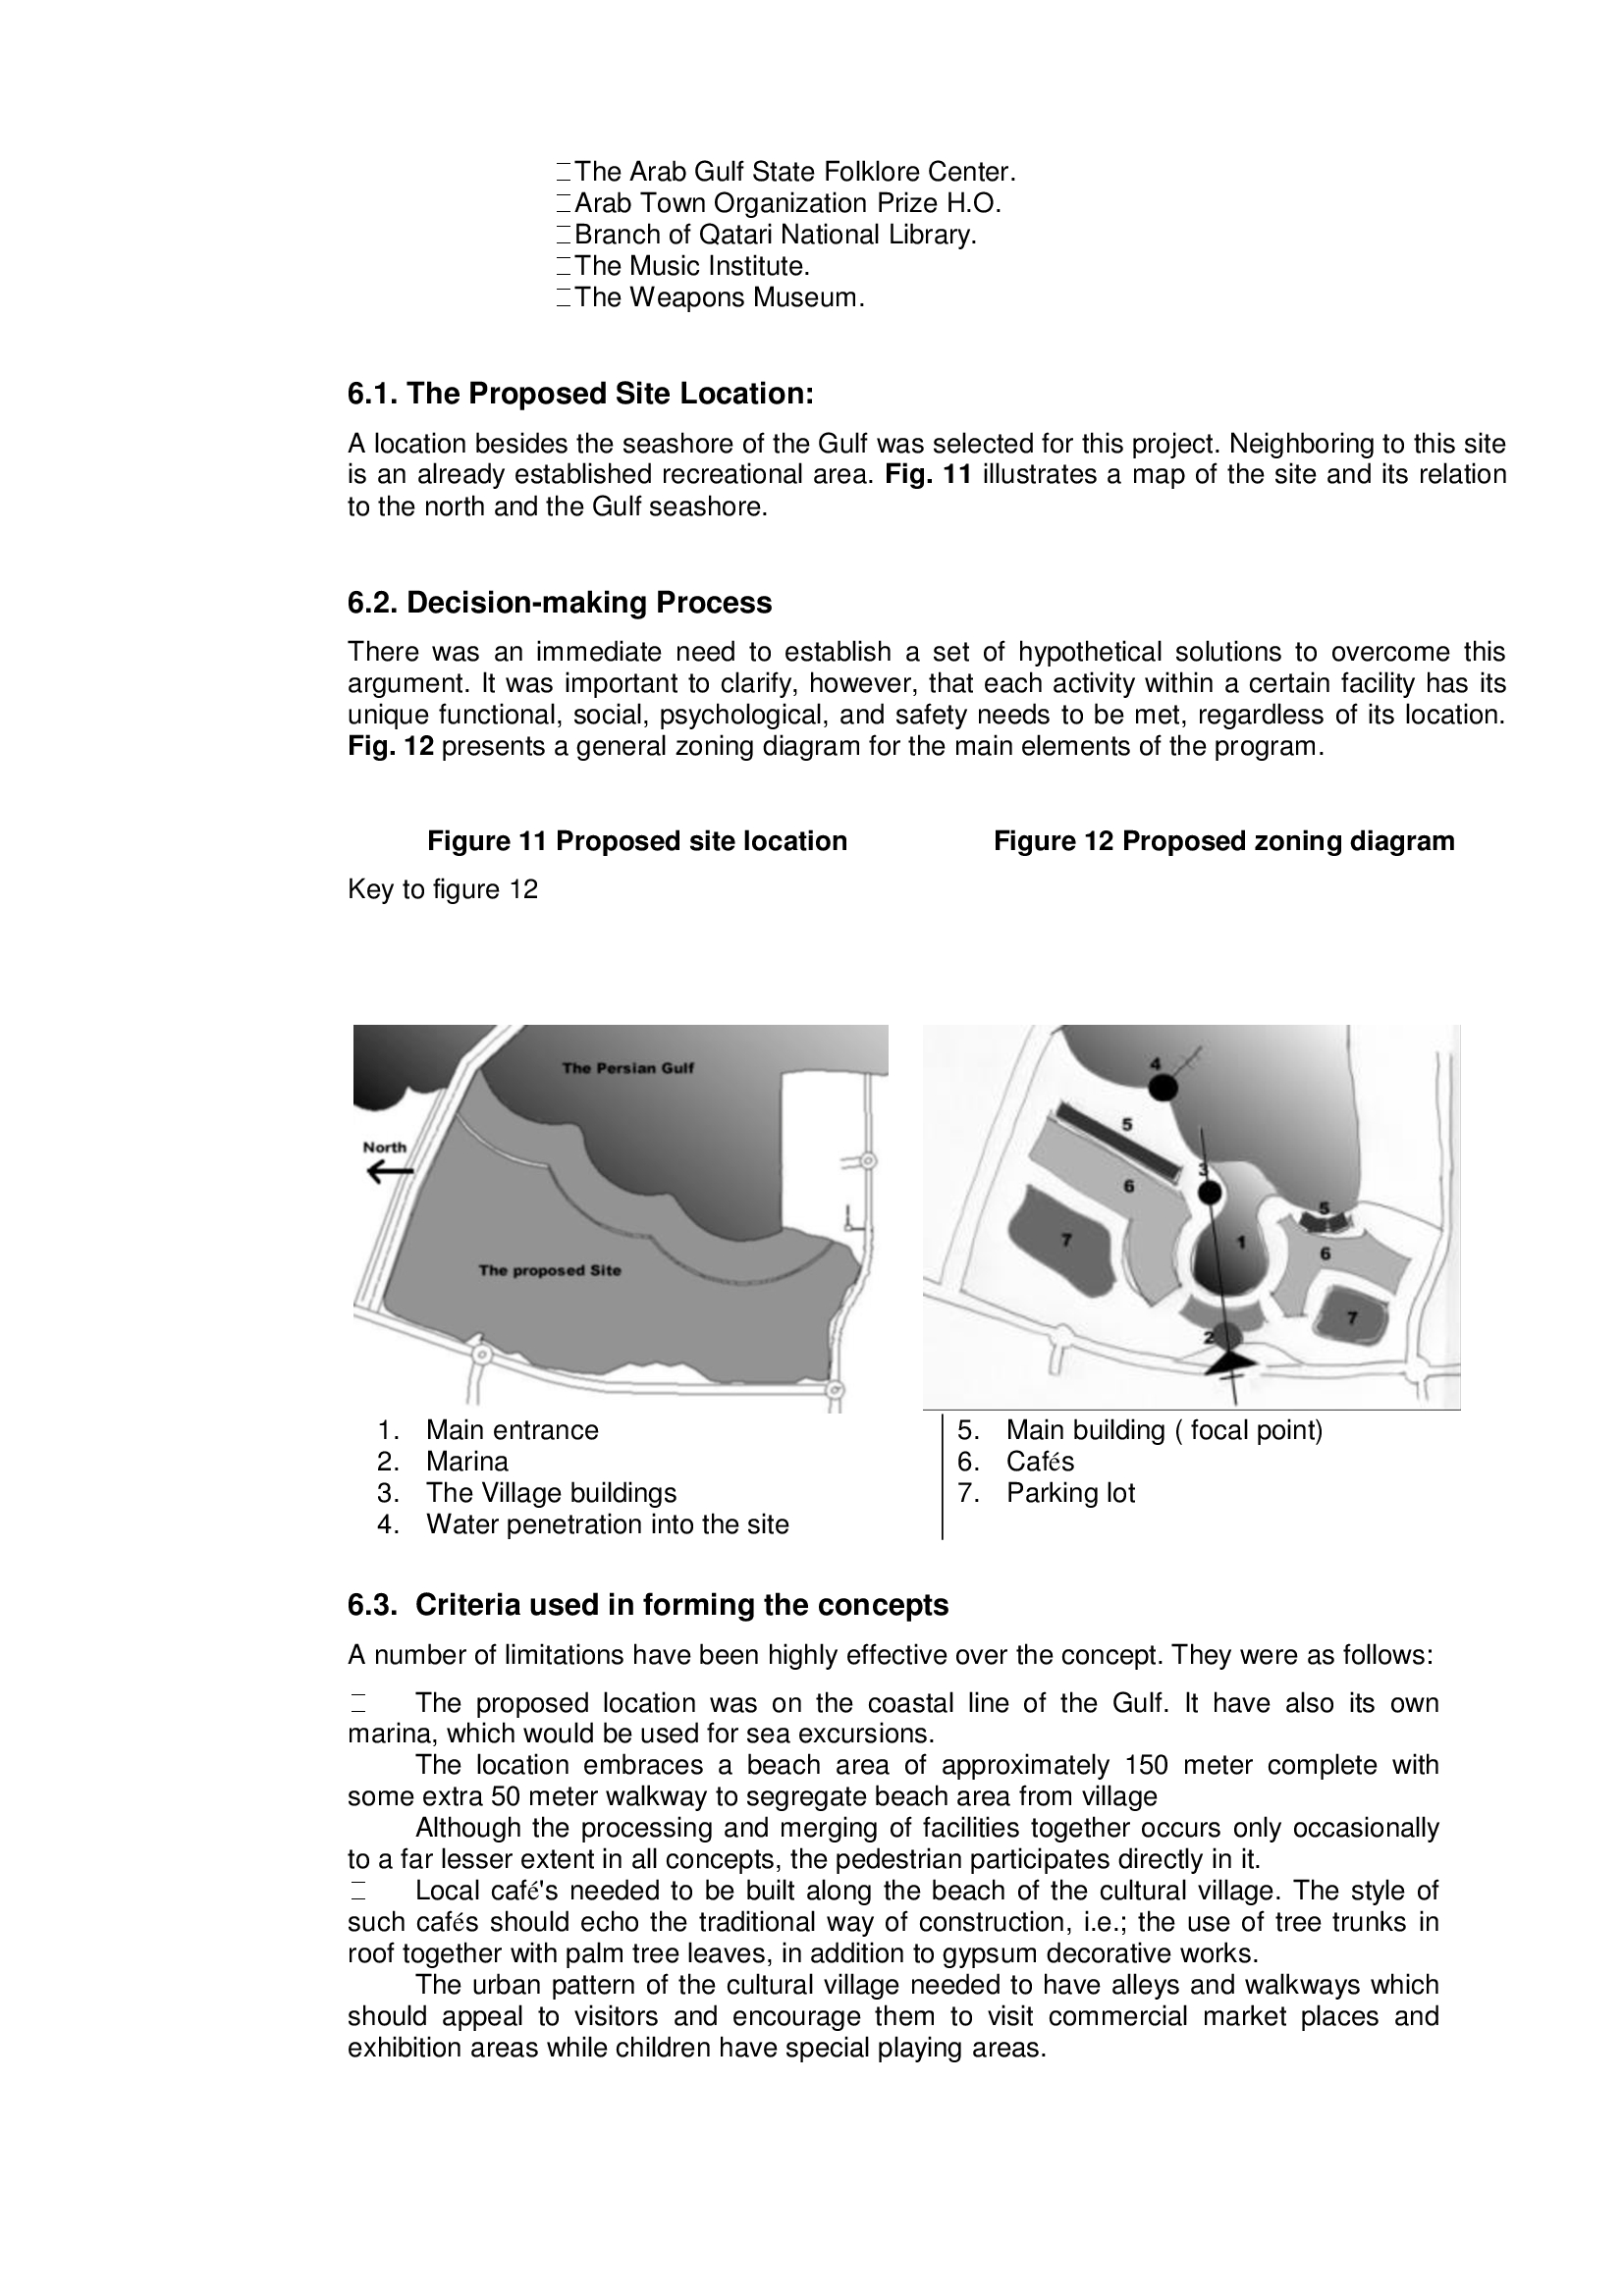 The Arab Gulf State Folklore Center.
Arab Town Organization Prize H.O.
Branch of Qatari National Library.
The Music Institute.
The Weapons Museum.
6.1. The Proposed Site Location:
A location besides the seashore of the Gulf was selected for this project. Neighboring to this site
is an already established recreational area. Fig. 11 illustrates a map of the site and its relation
to the north and the Gulf seashore.
6.2. Decision-making Process
There was an immediate need to establish a set of hypothetical solutions to overcome this
argument. It was important to clarify, however, that each activity within a certain facility has its
unique functional, social, psychological, and safety needs to be met, regardless of its location.
Fig. 12 presents a general zoning diagram for the main elements of the program.
Figure 11 Proposed site location
Figure 12 Proposed zoning diagram
Key to figure 12
The Persian Gulf
North
The proposed Site
4
5
3
6
5
7
1
6
7
2
1. Main entrance
2. Marina
3. The Village buildings
4. Water penetration into the site
5. Main building ( focal point)
6. Cafés
7. Parking lot
6.3. Criteria used in forming the concepts
A number of limitations have been highly effective over the concept. They were as follows:
The proposed location was on the coastal line of the Gulf. It have also its own
marina, which would be used for sea excursions.
The location embraces a beach area of approximately 150 meter complete with
some extra 50 meter walkway to segregate beach area from village
Although the processing and merging of facilities together occurs only occasionally
to a far lesser extent in all concepts, the pedestrian participates directly in it.
Local café's needed to be built along the beach of the cultural village. The style of
such cafés should echo the traditional way of construction, i.e.; the use of tree trunks in
roof together with palm tree leaves, in addition to gypsum decorative works.
The urban pattern of the cultural village needed to have alleys and walkways which
should appeal to visitors and encourage them to visit commercial market places and
exhibition areas while children have special playing areas.